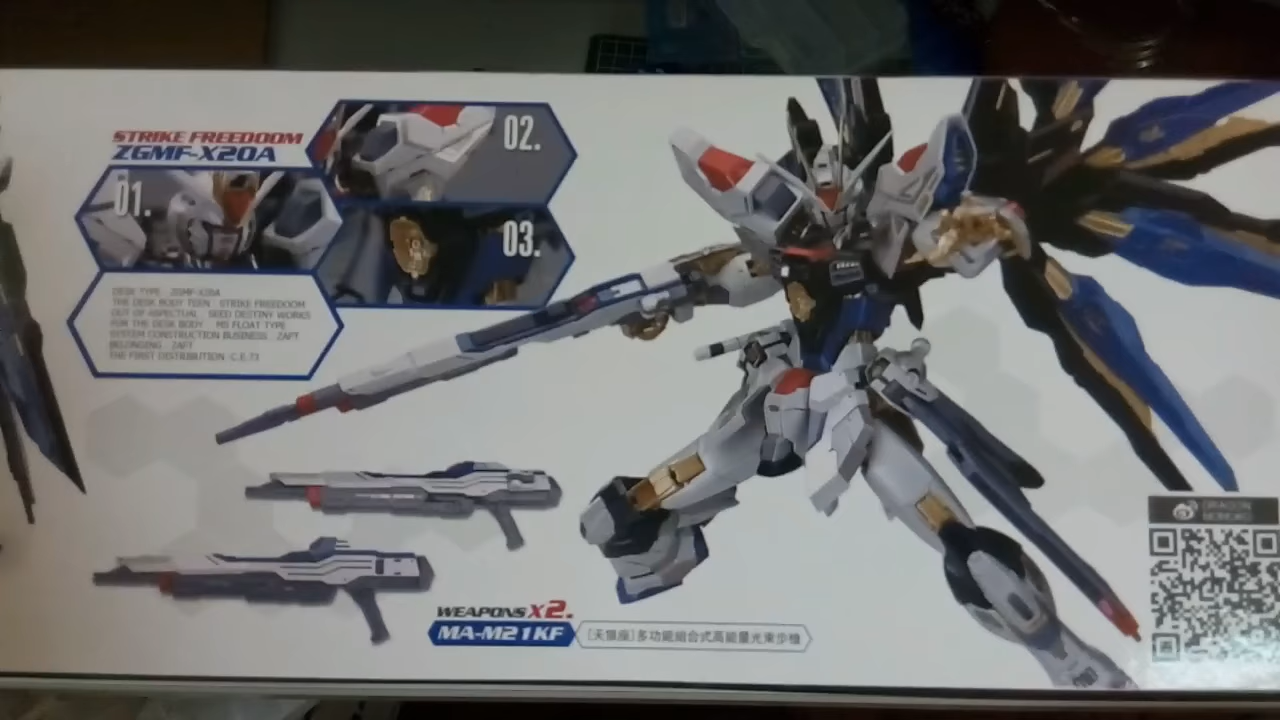 STRIKE FREEDOOM
ZGMF-X20A
01.
02.
03.
DESK TYPE ZGMF-X20A
THE DESK BODY TEEN STRIKE FREEDOOM
OUT OF ASPECTUAL SEED DESTINY WORKS
FOR THE DESK BODY MS FLOAT TYPE
SYSTEM CONSTRUCTION BUSINESS ZAFT
BELONGING ZAFT
THE FIRST DISTRIBUTION C.E.73
WEAPONS X2.
MA-M21KF
[天狼座]多功能組合式高能量光束步槍
DRAGON